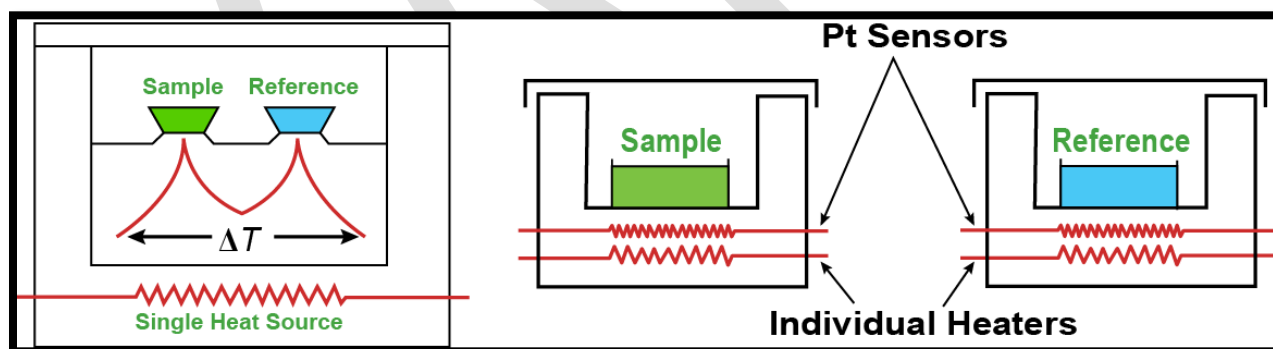 Sample
Reference
ΔT
Single Heat Source
Pt Sensors
Sample
Reference
Individual Heaters